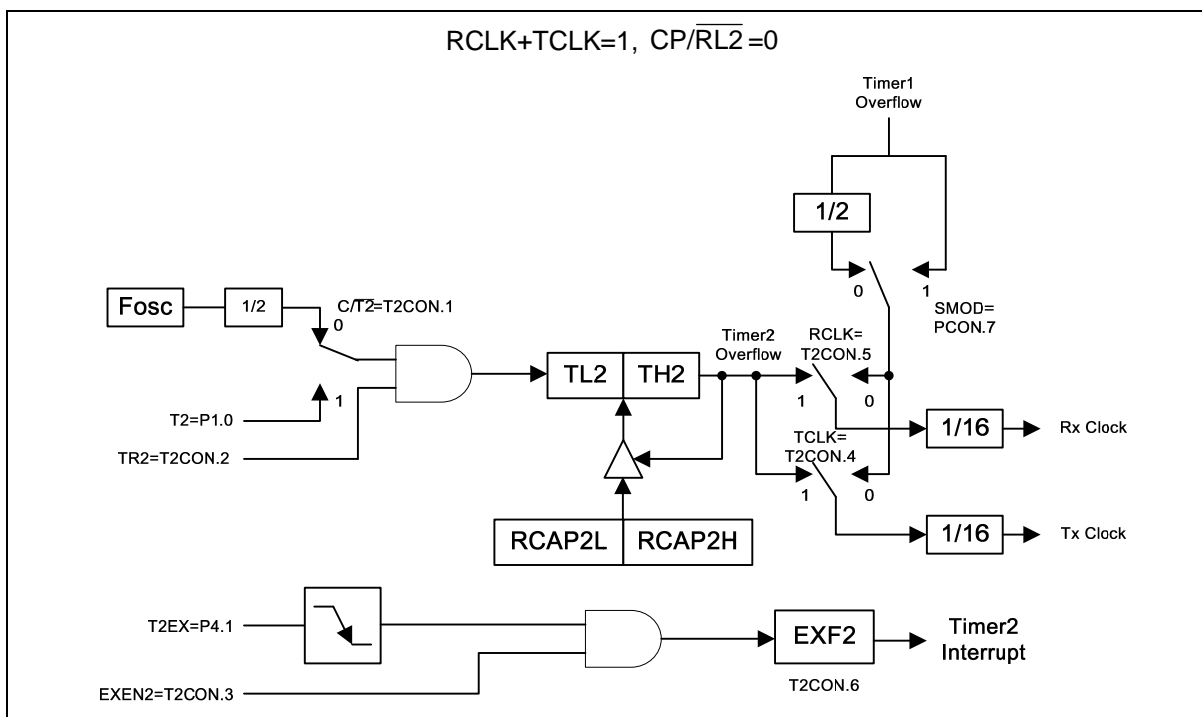 RCLK+TCLK=1, CP/R̅L̅2̅=0
Timer1
Overflow
1/2
0
1
SMOD=
PCON.7
Fosc
1/2
C/T̅2̅=T2CON.1
0
1
T2=P1.0
TR2=T2CON.2
TL2
TH2
Timer2
Overflow
RCLK=
T2CON.5
1
0
1/16
Rx Clock
TCLK=
T2CON.4
1
0
1/16
Tx Clock
RCAP2L
RCAP2H
T2EX=P4.1
EXEN2=T2CON.3
EXF2
T2CON.6
Timer2
Interrupt